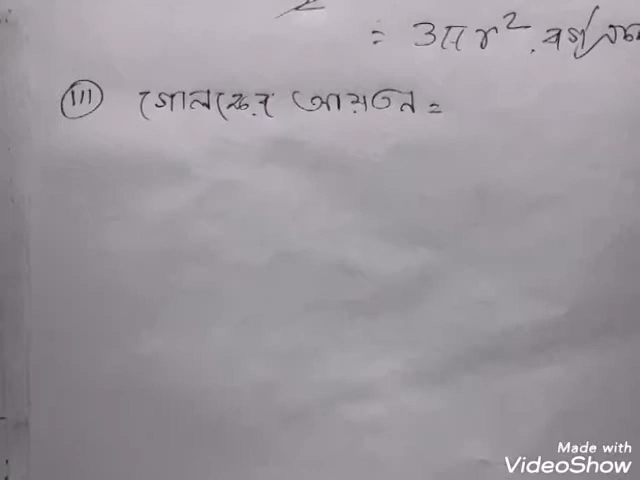 = 3πr². বর্গ
(III) গোলকের আয়তন =
Made with
VideoShow